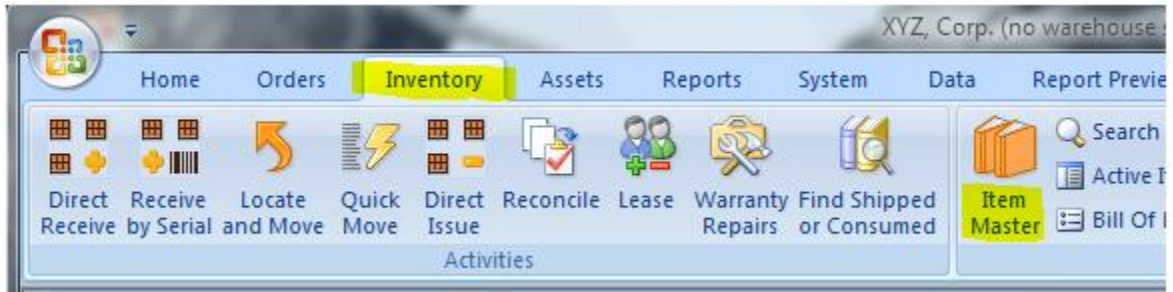 XYZ, Corp. (no warehouse
Home Orders Inventory Assets Reports System Data Report Previe
Direct Receive
Receive by Serial
Locate and Move
Quick Move
Direct Issue
Reconcile
Lease
Warranty Repairs
Find Shipped or Consumed
Activities
Item Master
Search
Active I
Bill Of